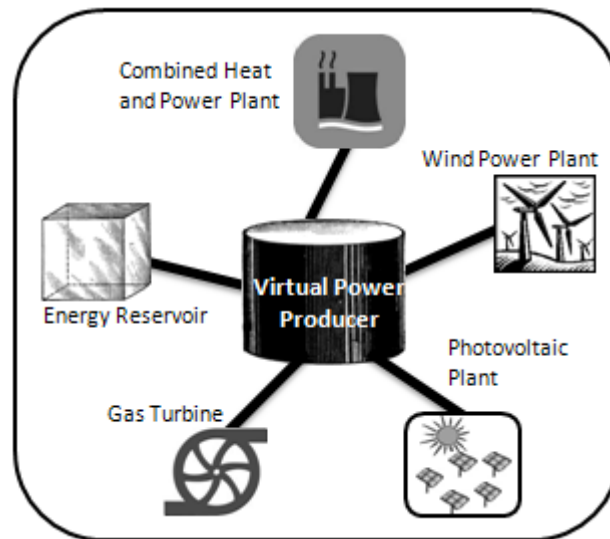 Combined Heat
and Power Plant
Wind Power Plant
Virtual Power
Producer
Energy Reservoir
Photovoltaic
Plant
Gas Turbine